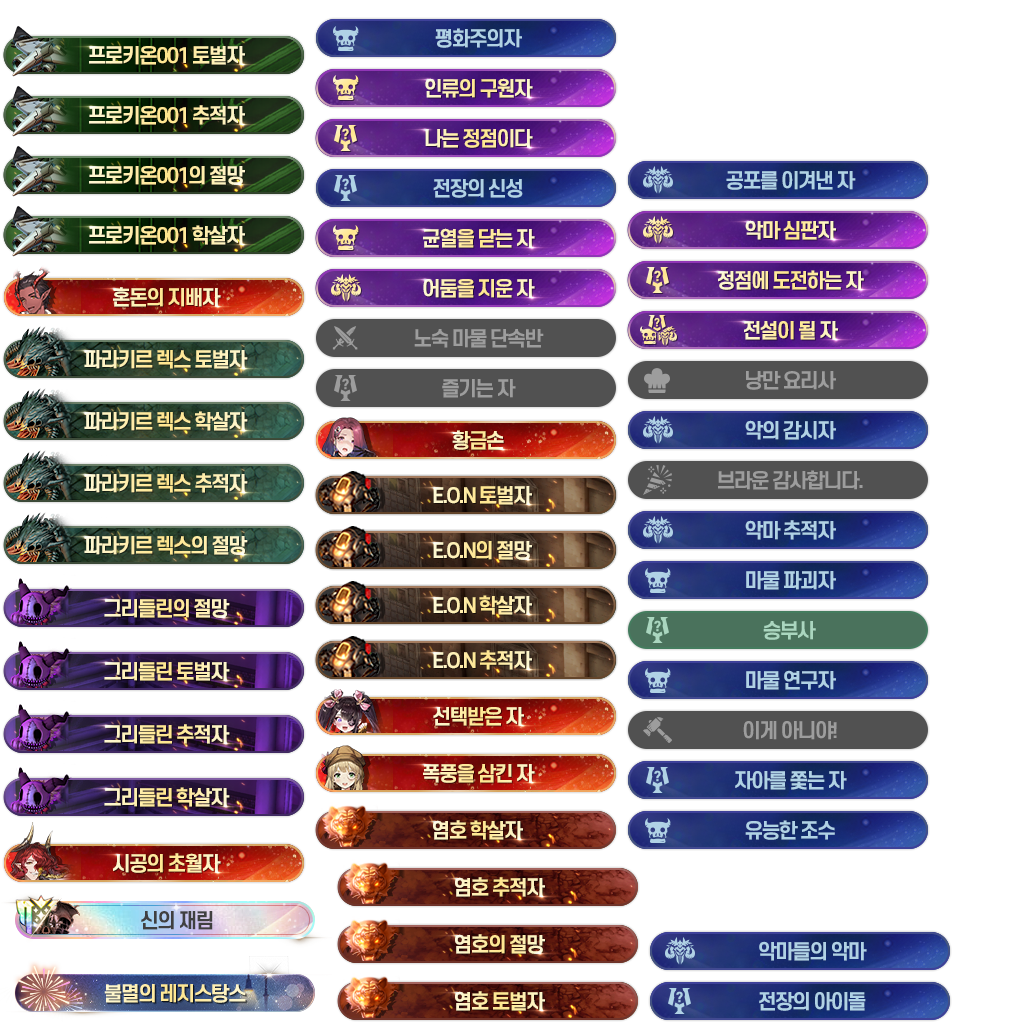 프로키온001 토벌자
프로키온001 추적자
프로키온001의 절망
프로키온001 학살자
혼돈의 지배자
파라키르 렉스 토벌자
파라키르 렉스 학살자
파라키르 렉스 추적자
파라키르 렉스의 절망
그리들린의 절망
그리들린 토벌자
그리들린 추적자
그리들린 학살자
시공의 초월자
신의 재림
불멸의 레지스탕스
평화주의자
인류의 구원자
나는 정점이다
전장의 신성
균열을 닫는 자
어둠을 지운 자
노숙 마물 단속반
즐기는 자
황금손
E.O.N 토벌자
E.O.N의 절망
E.O.N 학살자
E.O.N 추적자
선택받은 자
폭풍을 삼킨 자
염호 학살자
염호 추적자
염호의 절망
염호 토벌자
공포를 이겨낸 자
악마 심판자
정점에 도전하는 자
전설이 될 자
낭만 요리사
악의 감시자
브라운 감사합니다.
악마 추적자
마물 파괴자
승부사
마물 연구자
이게 아니야!
자아를 쫓는 자
유능한 조수
악마들의 악마
전장의 아이돌